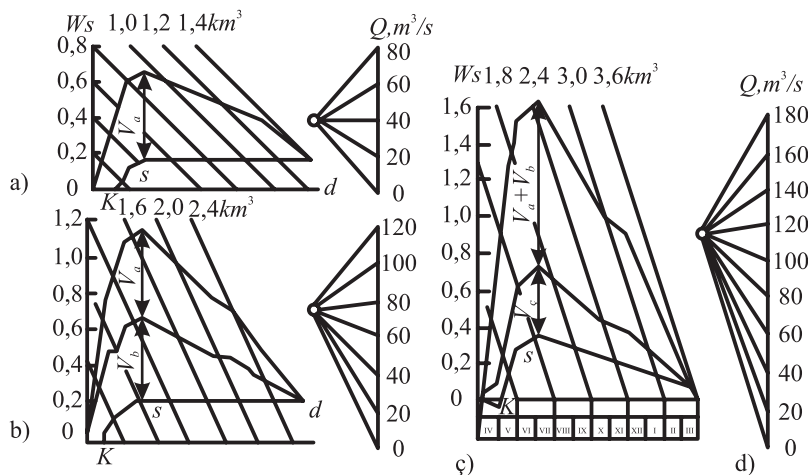 a)
Ws 1,0 1,2 1,4km³
0,8
0,6
0,4
0,2
0
Vₐ
s
K
d
Q,m³/s
80
60
40
20
0
b)
1,6 2,0 2,4km³
1,2
1,0
0,8
0,6
0,4
0,2
0
Vₐ
V_b
s
K
d
120
100
80
60
40
20
0
ç)
Ws 1,8 2,4 3,0 3,6km³
1,6
1,4
1,2
1,0
0,8
0,6
0,4
0,2
0
Vₐ+V_b
V_ç
s
K
IV V VI VII VIII IX X XI XII I II III
d)
Q,m³/s
180
160
140
120
100
80
60
40
20
0